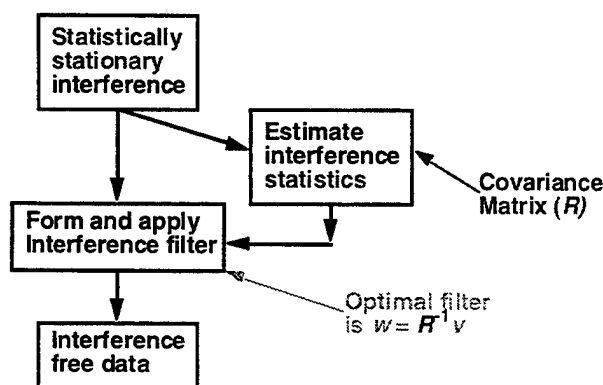 Statistically
stationary
interference
Estimate
interference
statistics
Covariance
Matrix (R)
Form and apply
Interference filter
Optimal filter
is w = R⁻¹ v
Interference
free data